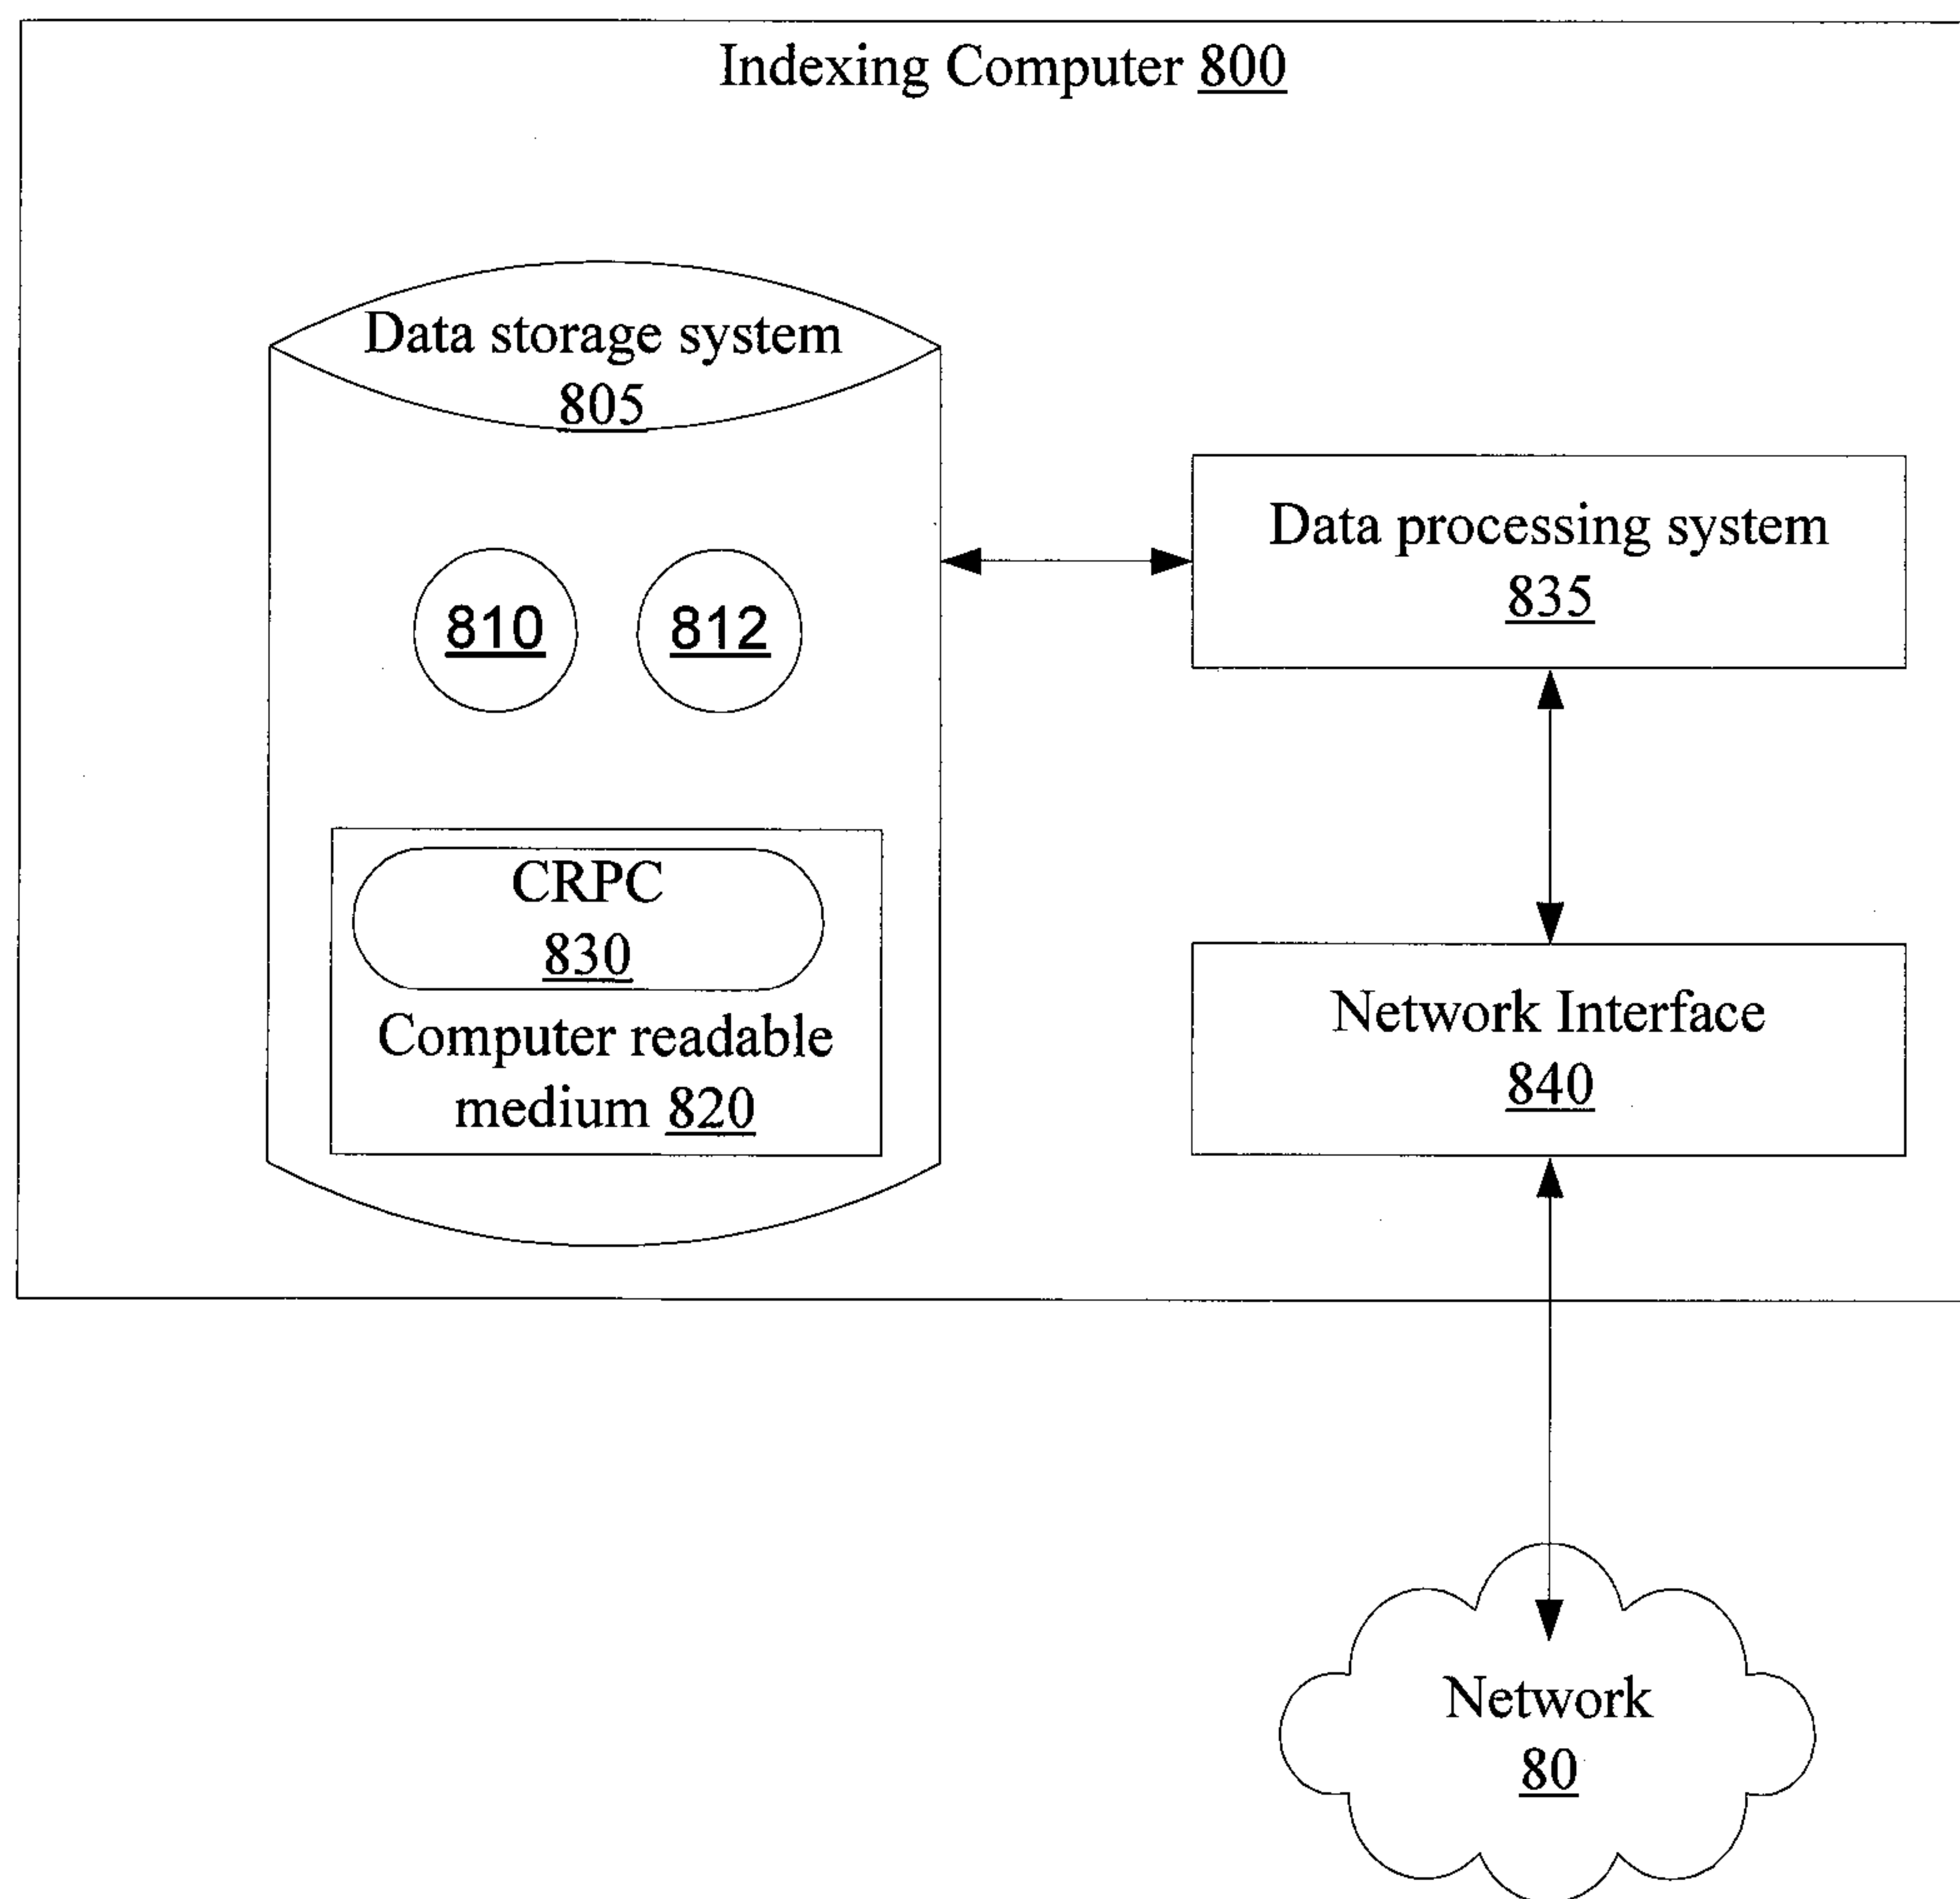 Indexing Computer 800
Data storage system
805
810
812
CRPC
830
Computer readable
medium 820
Data processing system
835
Network Interface
840
Network
80